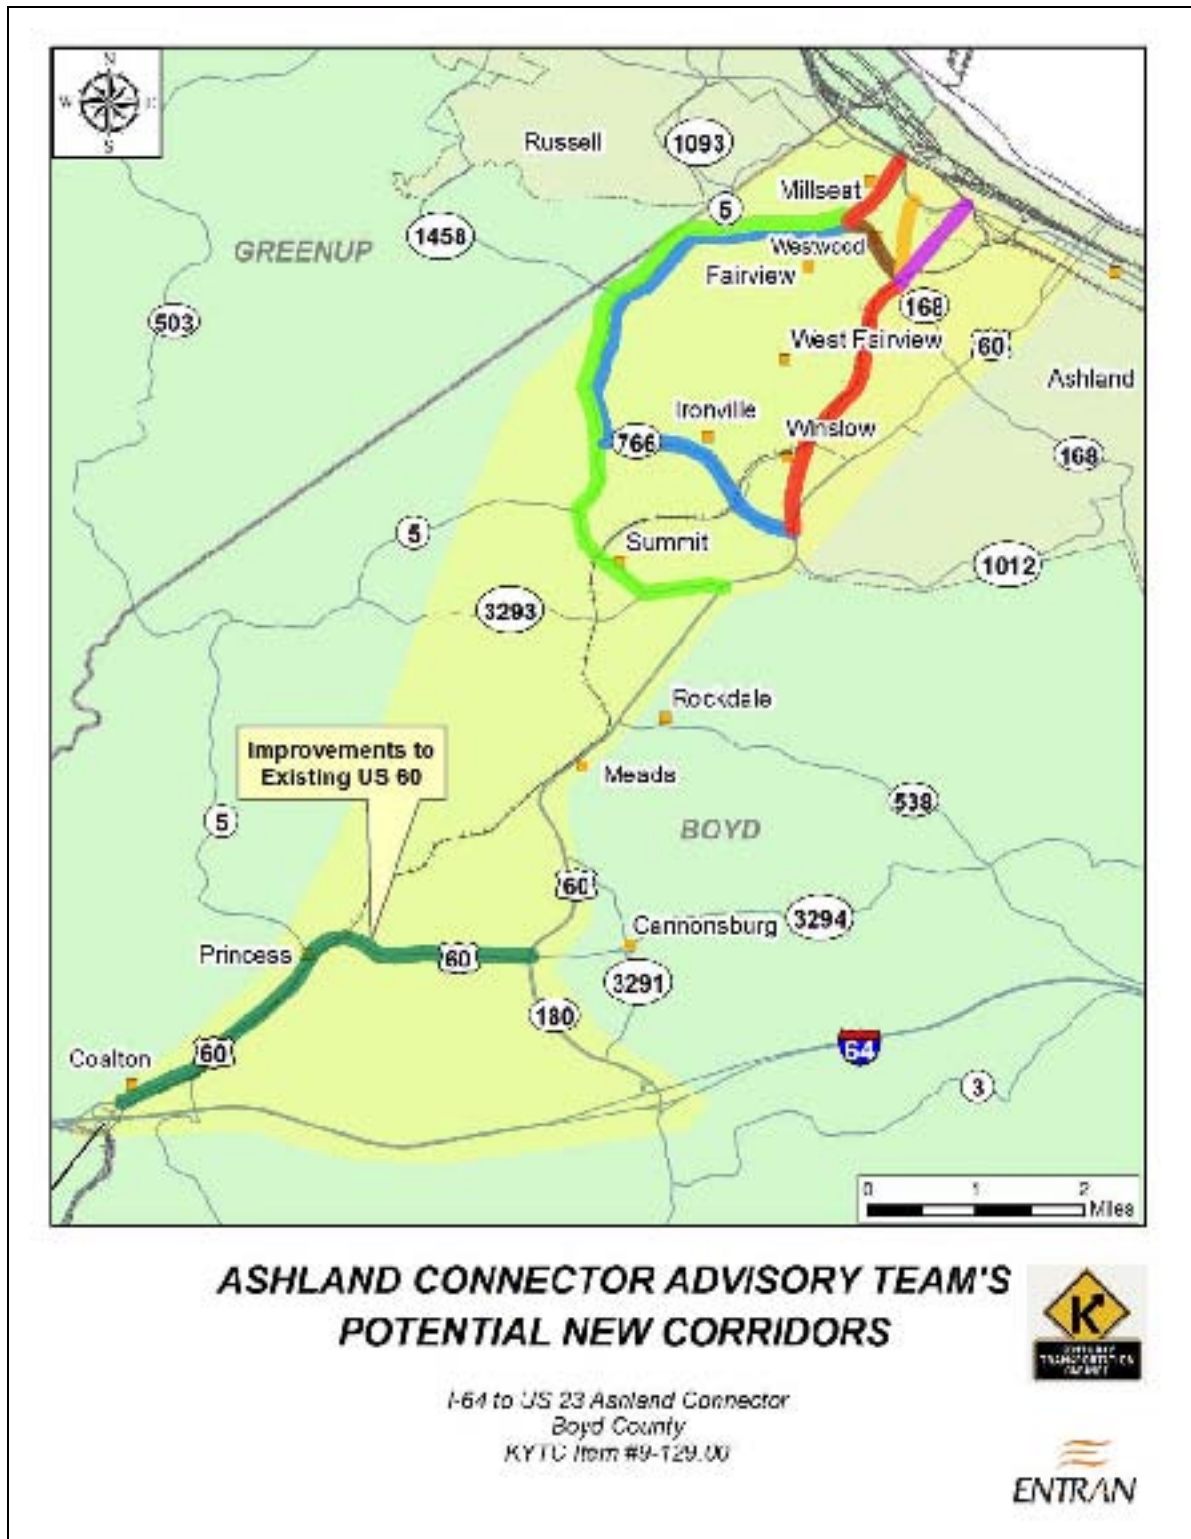 N
W
E
S
Russell
1093
Millseat
5
1458
Westwood
GREENUP
Fairview
168
503
West Fairview
60
Ashland
Ironville
766
Winslow
168
5
Summit
1012
3293
Rockdale
Improvements to
Existing US 60
Meads
538
5
BOYD
60
Cannonsburg
3294
Princess
60
3291
180
60
64
Coalton
3
0 1 2
Miles
ASHLAND CONNECTOR ADVISORY TEAM'S
POTENTIAL NEW CORRIDORS
K
KENTUCKY
TRANSPORTATION
CABINET
I-64 to US 23 Ashland Connector
Boyd County
KYTC Item #9-129.00
ENTRAN